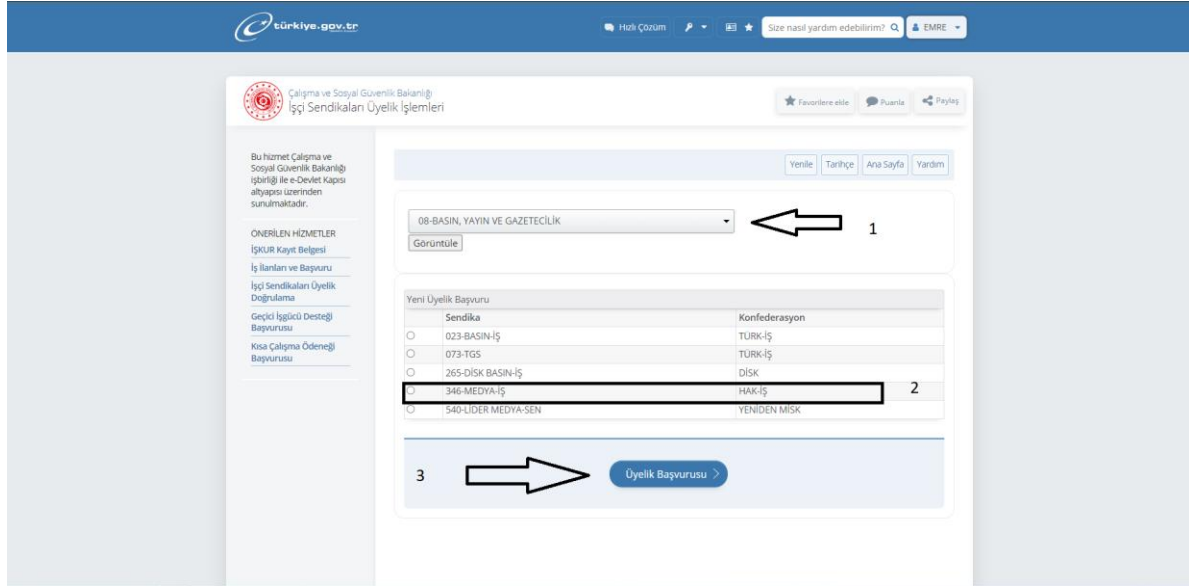 türkiye.gov.tr
Hızlı Çözüm
Size nasıl yardım edebilirim?
EMRE
Çalışma ve Sosyal Güvenlik Bakanlığı
İşçi Sendikaları Üyelik İşlemleri
Favorilere ekle
Puanla
Paylaş
Bu hizmet Çalışma ve
Sosyal Güvenlik Bakanlığı
işbirliği ile e-Devlet Kapısı
altyapısı üzerinden
sunulmaktadır.
ÖNERİLEN HİZMETLER
İŞKUR Kayıt Belgesi
İş İlanları ve Başvuru
İşçi Sendikaları Üyelik
Doğrulama
Geçici İşgücü Desteği
Başvurusu
Kısa Çalışma Ödeneği
Başvurusu
Yenile Tarihçe Ana Sayfa Yardım
08-BASIN, YAYIN VE GAZETECİLİK
1
Görüntüle
Yeni Üyelik Başvuru
Sendika Konfederasyon
023-BASIN-İŞ TÜRK-İŞ
073-TGS TÜRK-İŞ
265-DİSK BASIN-İŞ DİSK
346-MEDYA-İŞ HAK-İŞ 2
540-LİDER MEDYA-SEN YENİDEN MİSK
3
Üyelik Başvurusu